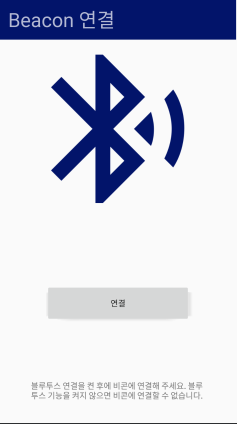 Beacon 연결
연결
블루투스 연결을 켠 후에 비콘에 연결해 주세요. 블루
투스 기능을 켜지 않으면 비콘에 연결할 수 없습니다.